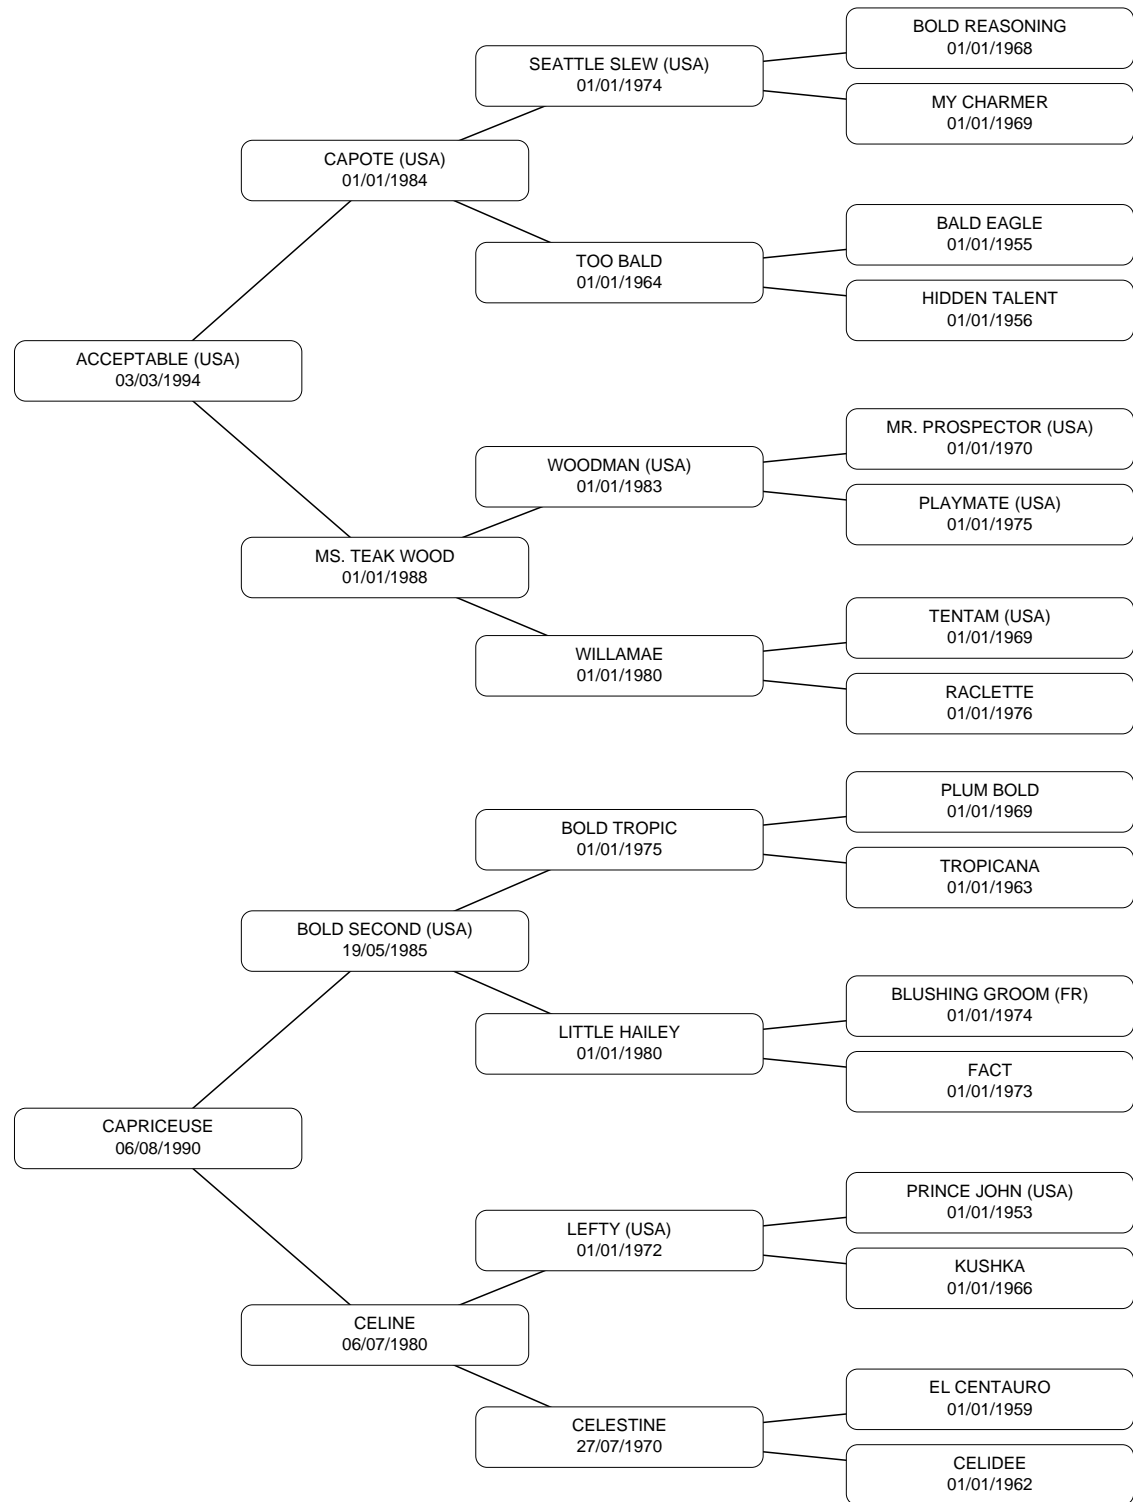 BOLD REASONING
01/01/1968
SEATTLE SLEW (USA)
01/01/1974
MY CHARMER
01/01/1969
CAPOTE (USA)
01/01/1984
BALD EAGLE
01/01/1955
TOO BALD
01/01/1964
HIDDEN TALENT
01/01/1956
ACCEPTABLE (USA)
03/03/1994
MR. PROSPECTOR (USA)
01/01/1970
WOODMAN (USA)
01/01/1983
PLAYMATE (USA)
01/01/1975
MS. TEAK WOOD
01/01/1988
TENTAM (USA)
01/01/1969
WILLAMAE
01/01/1980
RACLETTE
01/01/1976
PLUM BOLD
01/01/1969
BOLD TROPIC
01/01/1975
TROPICANA
01/01/1963
BOLD SECOND (USA)
19/05/1985
BLUSHING GROOM (FR)
01/01/1974
LITTLE HAILEY
01/01/1980
FACT
01/01/1973
CAPRICEUSE
06/08/1990
PRINCE JOHN (USA)
01/01/1953
LEFTY (USA)
01/01/1972
KUSHKA
01/01/1966
CELINE
06/07/1980
EL CENTAURO
01/01/1959
CELESTINE
27/07/1970
CELIDEE
01/01/1962